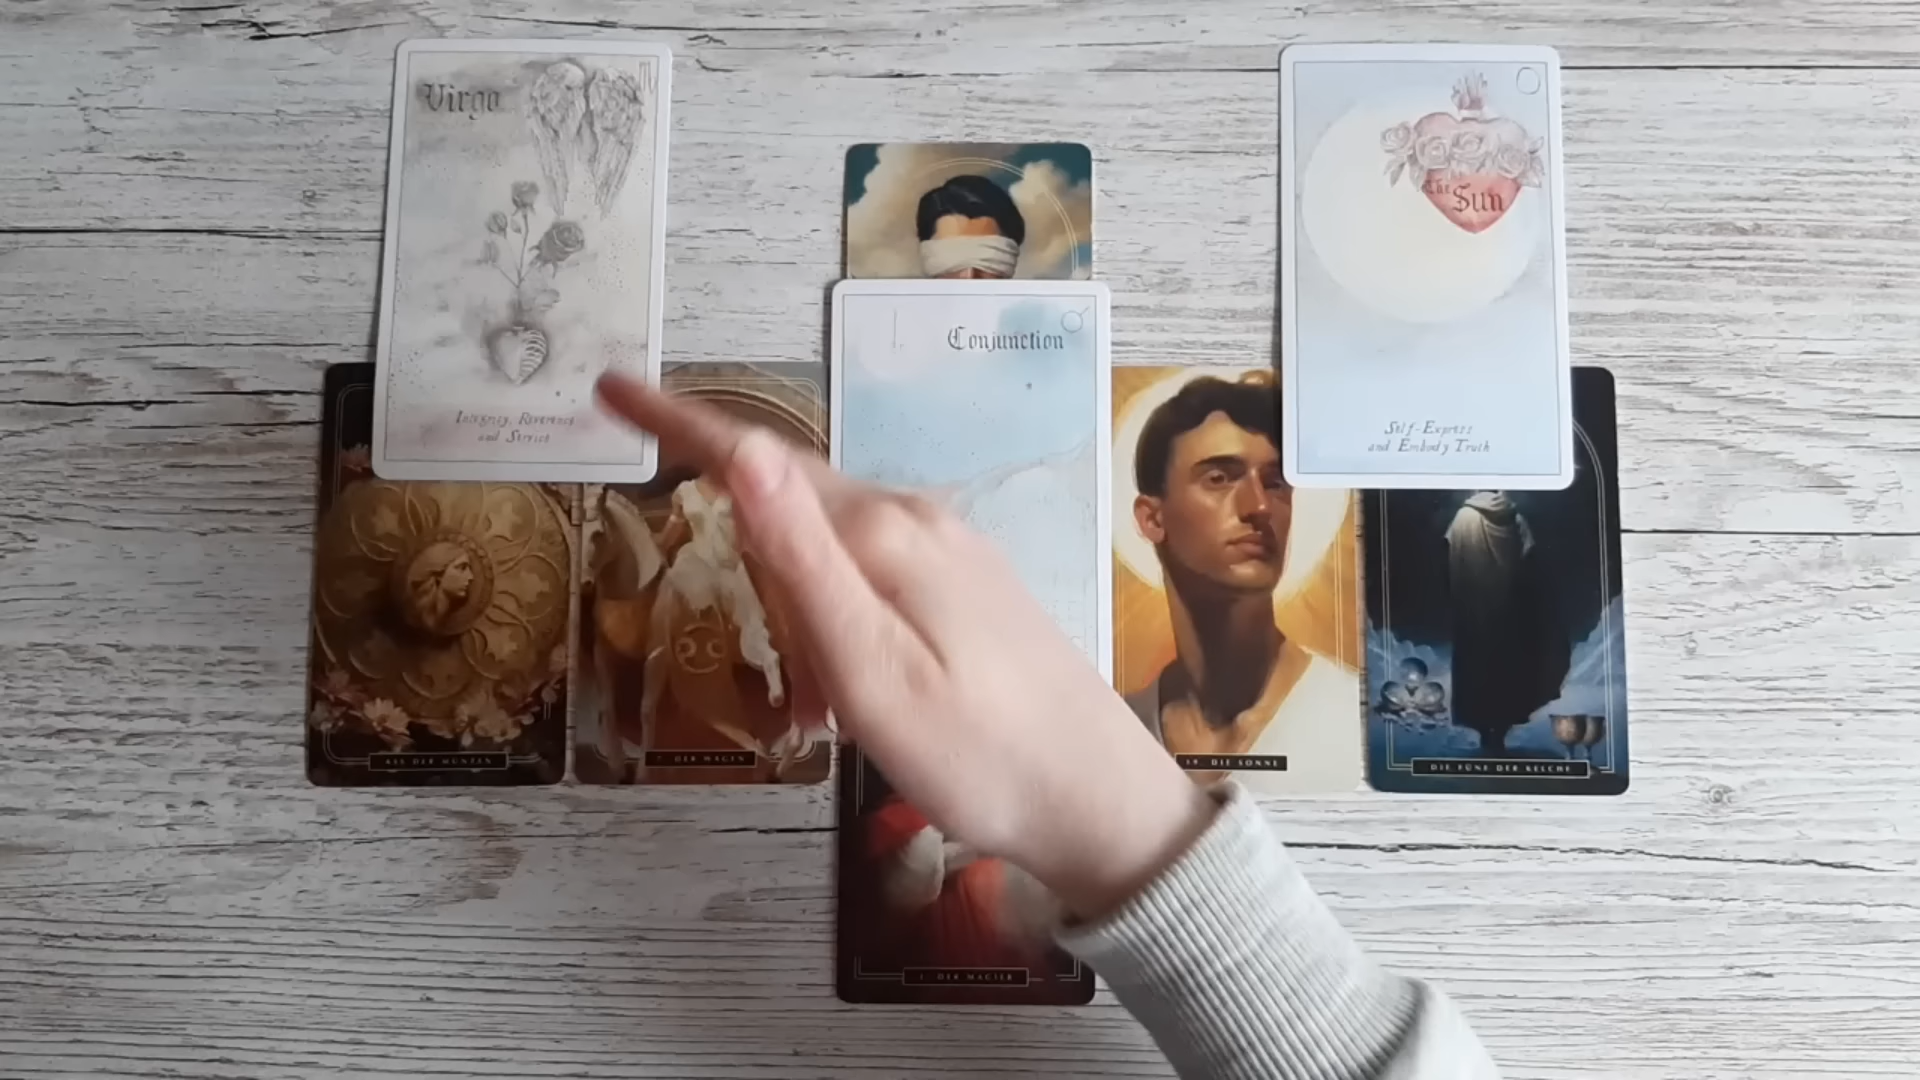 Virgo
Integrity, Reverence
and Service
1.
Conjunction
The
Sun
Self-Express
and Embody Truth
ASS DER MÜNZEN
7. DER WAGEN
19. DIE SONNE
DIE FÜNF DER KELCHE
1. DER MAGIER